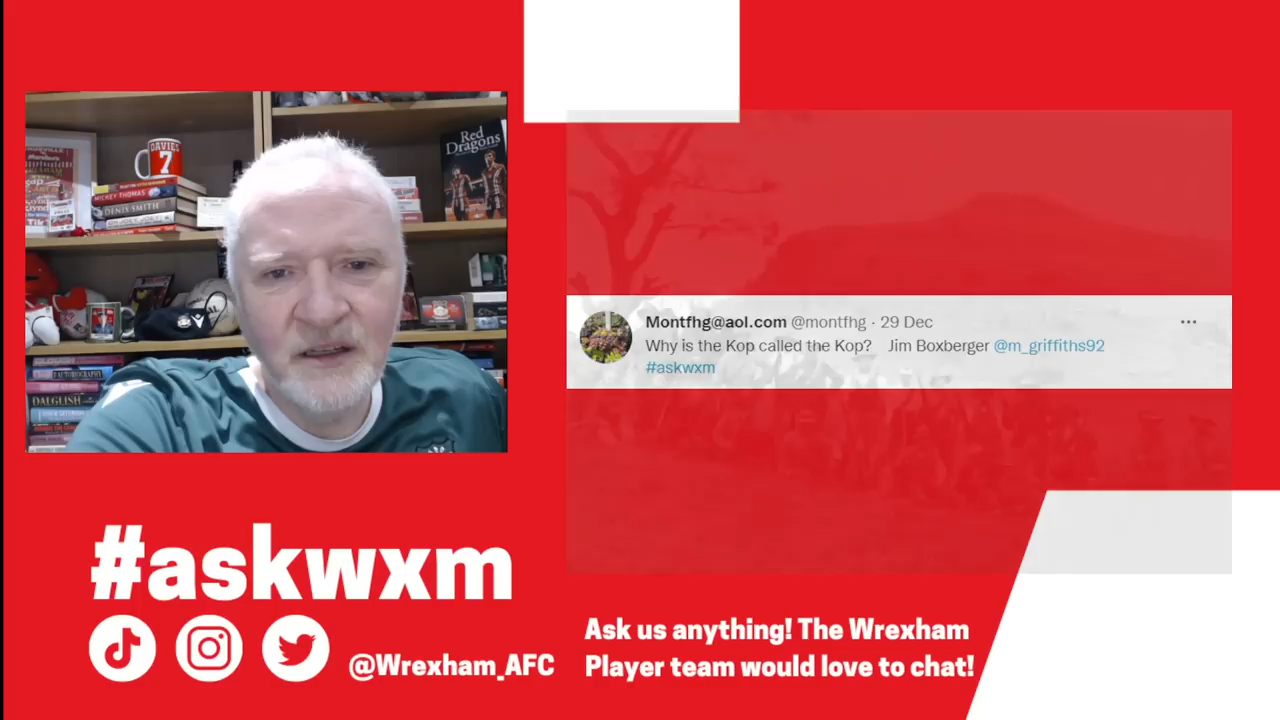 DAVIES
7
Red
Dragons
MICKEY THOMAS
DENIS SMITH
AUTOBIOGRAPHY
DALGLISH
Montfhg@aol.com @montfhg · 29 Dec
Why is the Kop called the Kop? Jim Boxberger @m_griffiths92
#askwxm
#askwxm
@Wrexham_AFC
Ask us anything! The Wrexham
Player team would love to chat!